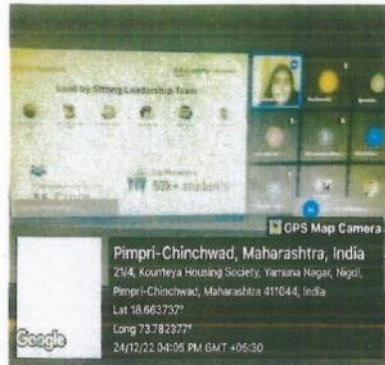 Lead by Strong Leadership Team
50k+ students
GPS Map Camera
Pimpri-Chinchwad, Maharashtra, India
21/4, Kounteya Housing Society, Yamuna Nagar, Nigdi,
Pimpri-Chinchwad, Maharashtra 411044, India
Lat 18.663737°
Long 73.782377°
24/12/22 04:05 PM GMT +05:30
Google